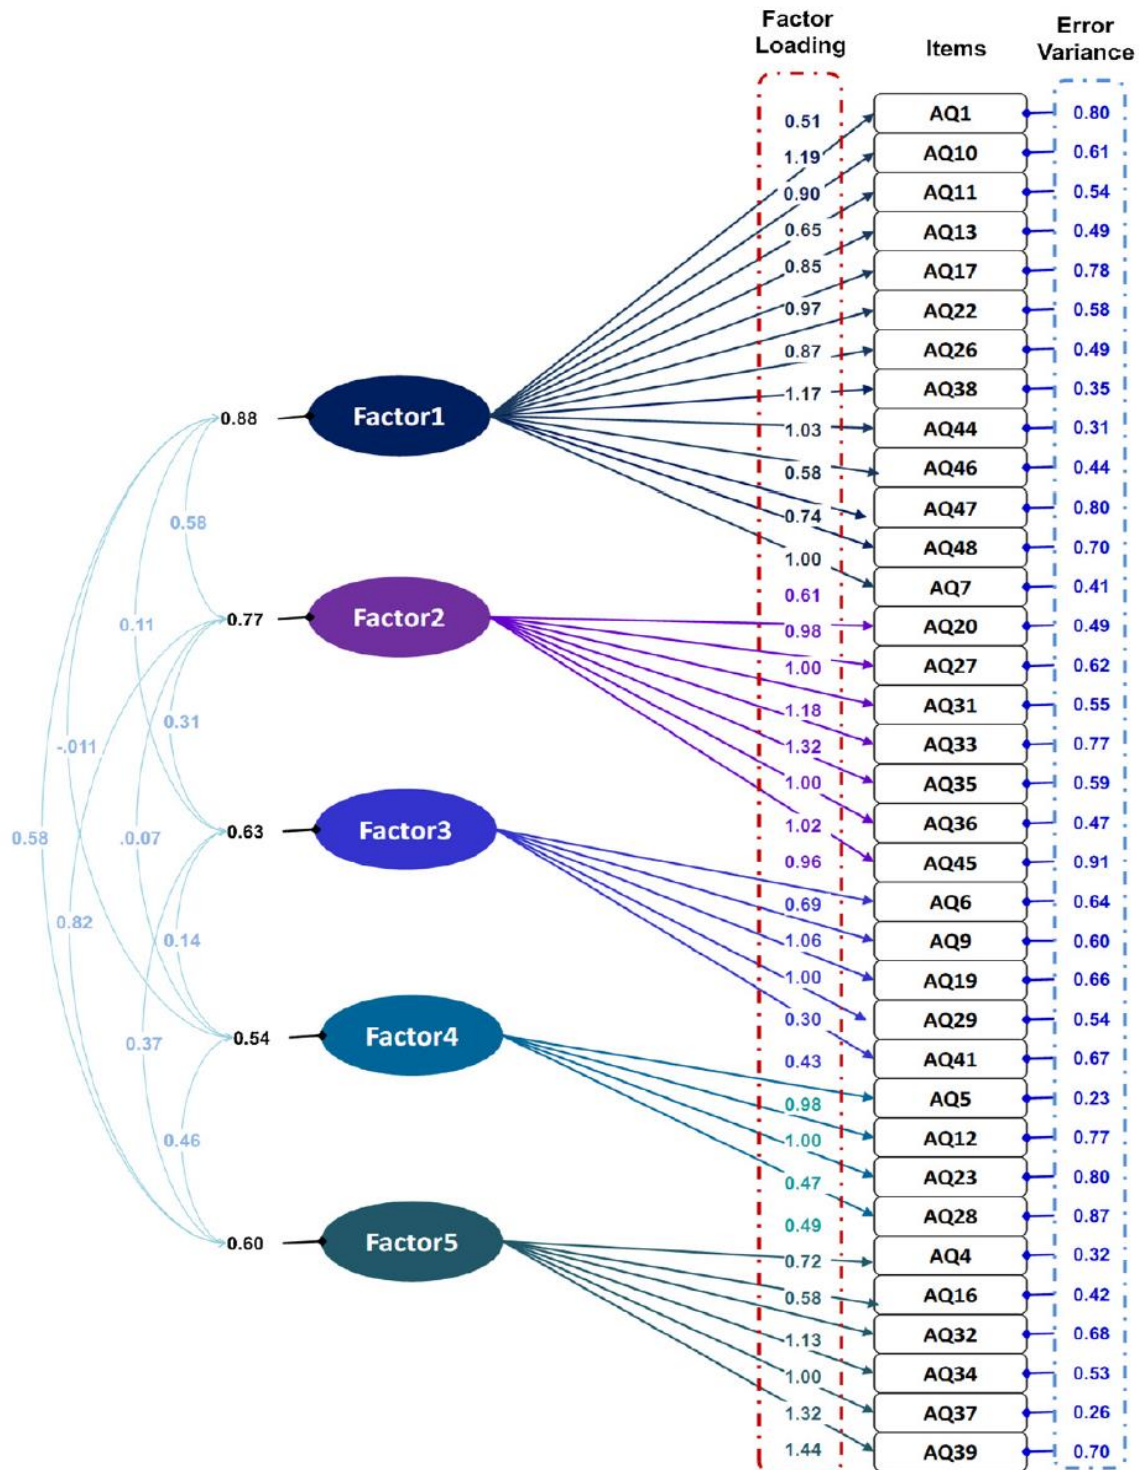 Factor Loading
Items
Error Variance
0.51 AQ1 0.80
1.19 AQ10 0.61
0.90 AQ11 0.54
0.65 AQ13 0.49
0.85 AQ17 0.78
0.97 AQ22 0.58
0.87 AQ26 0.49
1.17 AQ38 0.35
0.88 Factor1 1.03 AQ44 0.31
0.58 AQ46 0.44
0.58 0.74 AQ47 0.80
1.00 AQ48 0.70
0.61 AQ7 0.41
0.11 0.77 Factor2 0.98 AQ20 0.49
1.00 AQ27 0.62
0.31 1.18 AQ31 0.55
-.011 1.32 AQ33 0.77
1.00 AQ35 0.59
0.58 .0.07 0.63 Factor3 1.02 AQ36 0.47
0.96 AQ45 0.91
0.82 0.69 AQ6 0.64
0.14 1.06 AQ9 0.60
1.00 AQ19 0.66
0.37 0.54 Factor4 0.30 AQ29 0.54
0.43 AQ41 0.67
0.98 AQ5 0.23
0.46 1.00 AQ12 0.77
0.47 AQ23 0.80
0.49 AQ28 0.87
0.60 Factor5 0.72 AQ4 0.32
0.58 AQ16 0.42
1.13 AQ32 0.68
1.00 AQ34 0.53
1.32 AQ37 0.26
1.44 AQ39 0.70